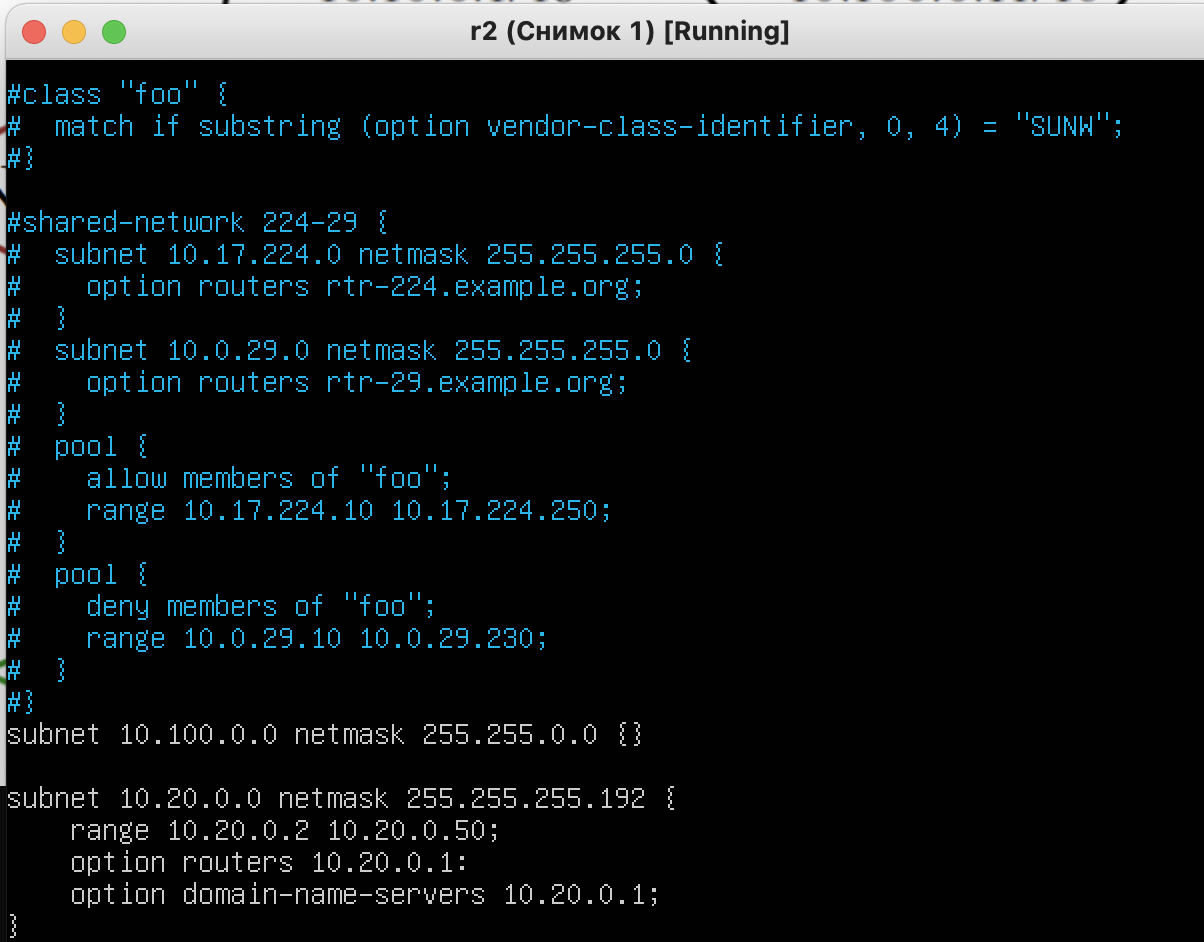 r2 (Снимок 1) [Running]
#class "foo" {
#  match if substring (option vendor-class-identifier, 0, 4) = "SUNW";
#}
#shared-network 224-29 {
#  subnet 10.17.224.0 netmask 255.255.255.0 {
#    option routers rtr-224.example.org;
#  }
#  subnet 10.0.29.0 netmask 255.255.255.0 {
#    option routers rtr-29.example.org;
#  }
#  pool {
#    allow members of "foo";
#    range 10.17.224.10 10.17.224.250;
#  }
#  pool {
#    deny members of "foo";
#    range 10.0.29.10 10.0.29.230;
#  }
#}
subnet 10.100.0.0 netmask 255.255.0.0 {}
subnet 10.20.0.0 netmask 255.255.255.192 {
    range 10.20.0.2 10.20.0.50;
    option routers 10.20.0.1:
    option domain-name-servers 10.20.0.1;
}